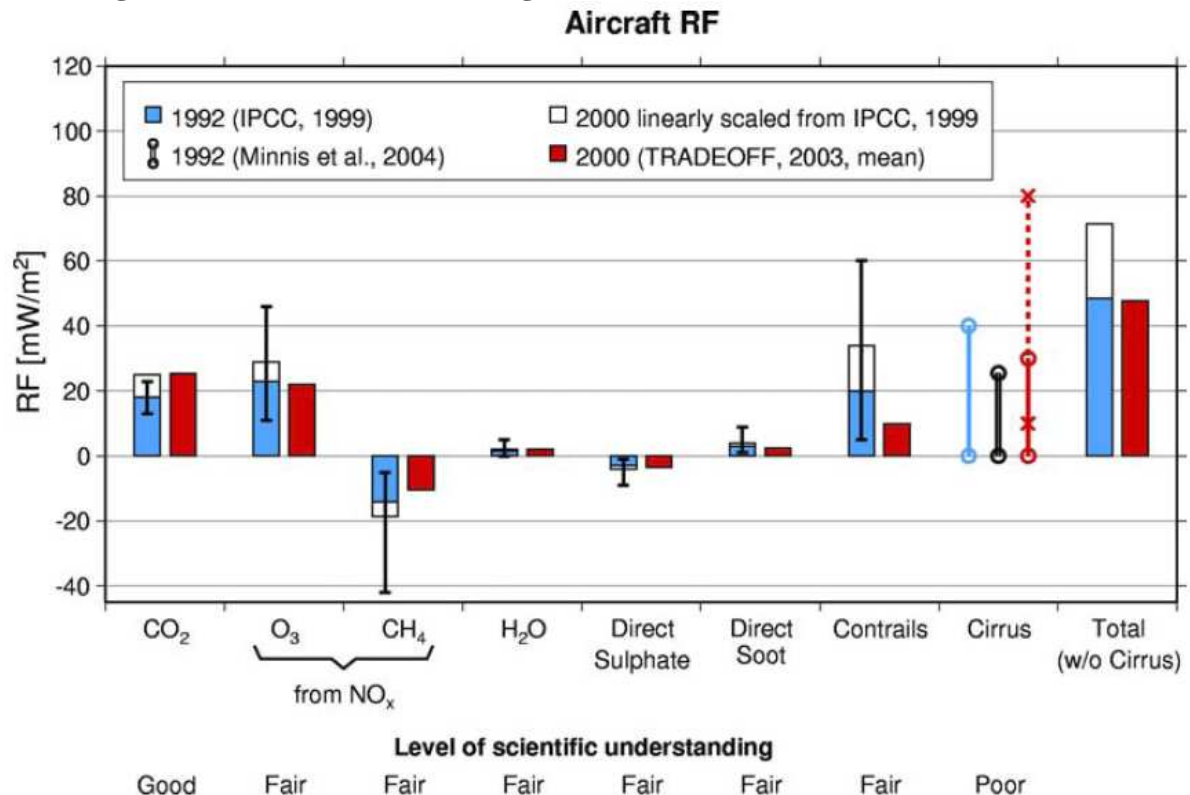 Aircraft RF
120
100
80
60
40
20
0
-20
-40
RF [mW/m²]
1992 (IPCC, 1999)
2000 linearly scaled from IPCC, 1999
1992 (Minnis et al., 2004)
2000 (TRADEOFF, 2003, mean)
CO₂ O₃ CH₄ H₂O Direct Direct Contrails Cirrus Total
Sulphate Soot (w/o Cirrus)
from NOₓ
Level of scientific understanding
Good Fair Fair Fair Fair Fair Fair Poor